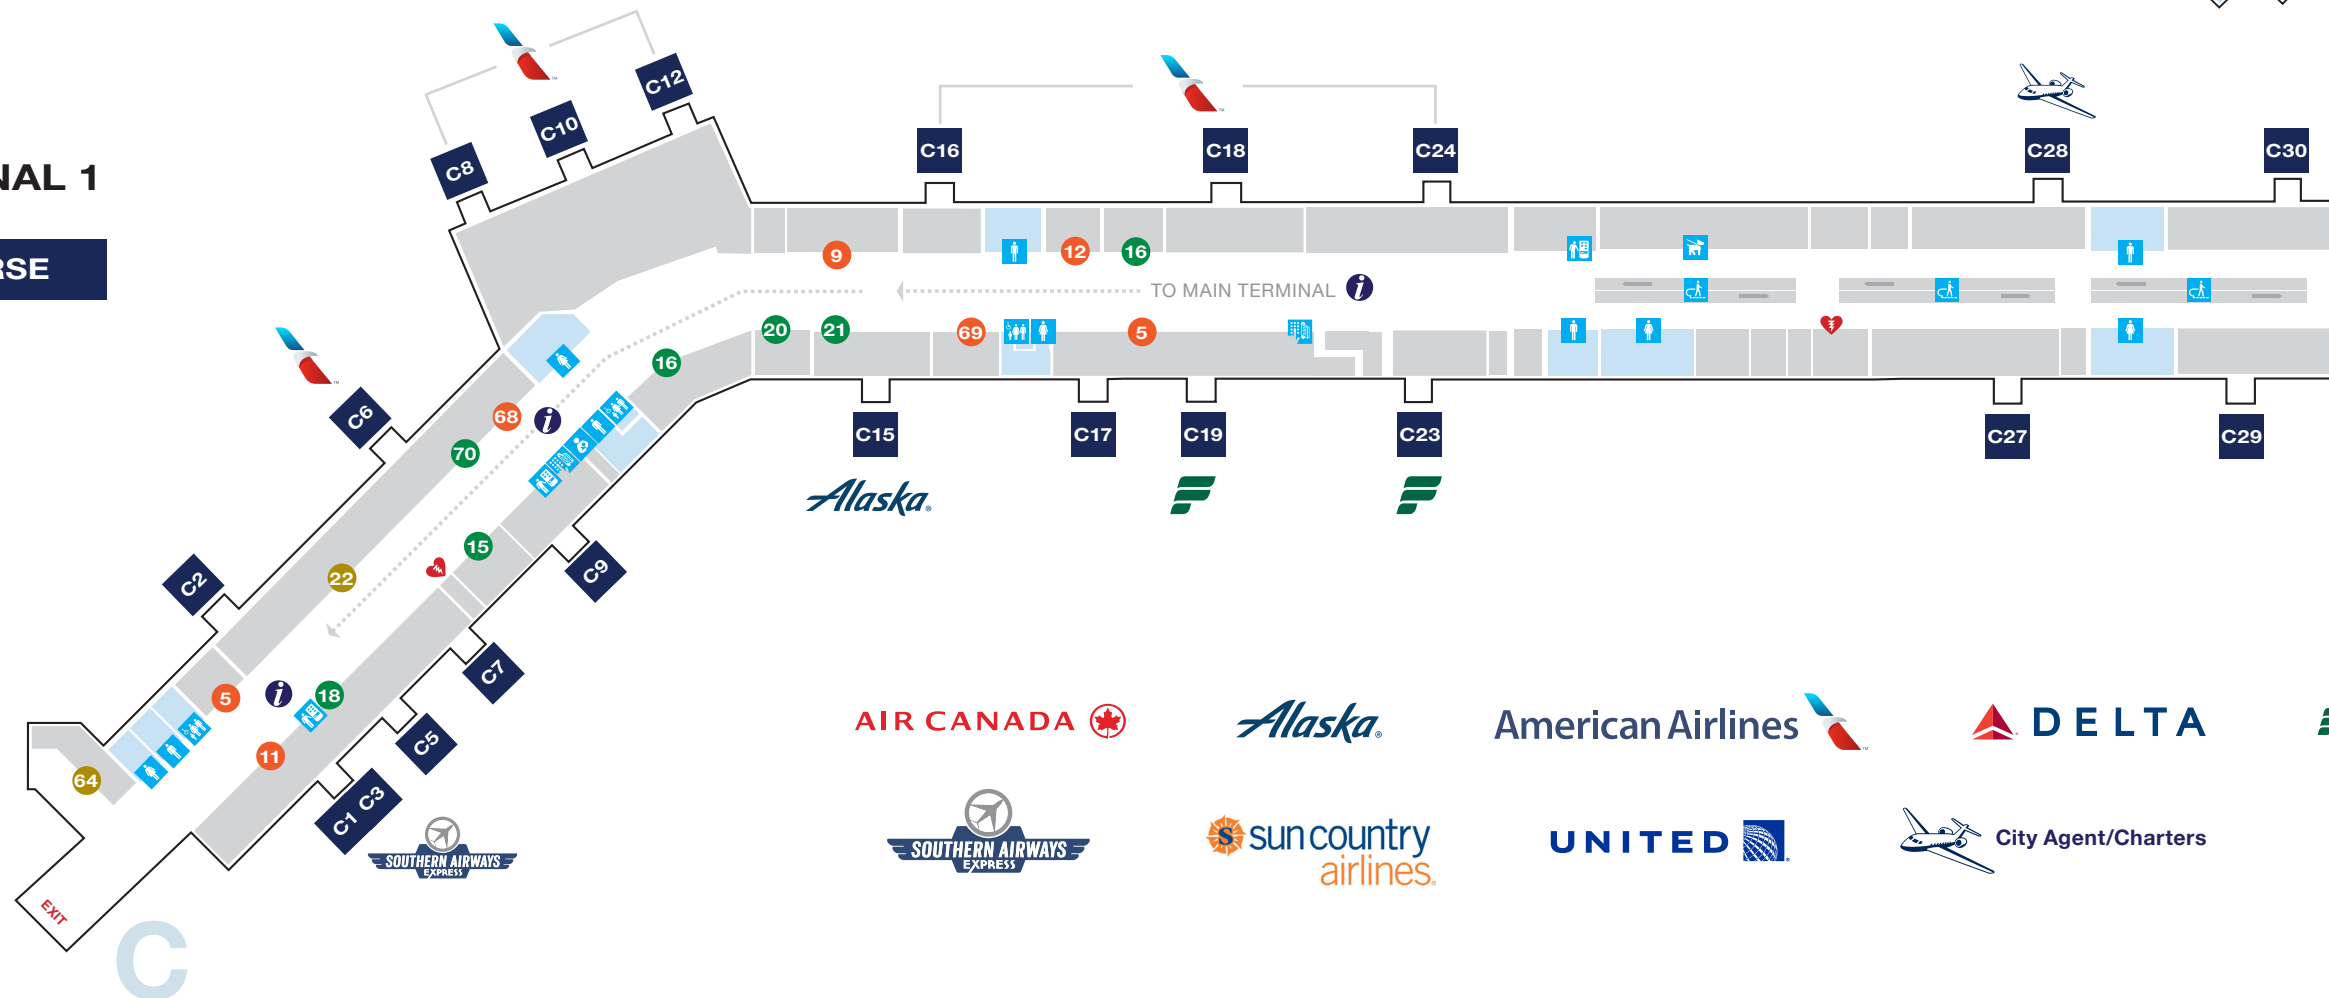 C12
C10
C8
C16
C18
C24
C28
C30
NAL 1
RSE
9
12
16
TO MAIN TERMINAL
i
20
21
69
5
16
C6
68
i
70
C15
C17
C19
C23
C27
C29
Alaska®
15
C9
22
C2
C7
5
i
18
C5
11
64
C1 C3
SOUTHERN AIRWAYS
EXPRESS
EXIT
C
AIR CANADA
Alaska®
American Airlines
DELTA
SOUTHERN AIRWAYS
EXPRESS
S
sun country
airlines®
UNITED
City Agent/Charters